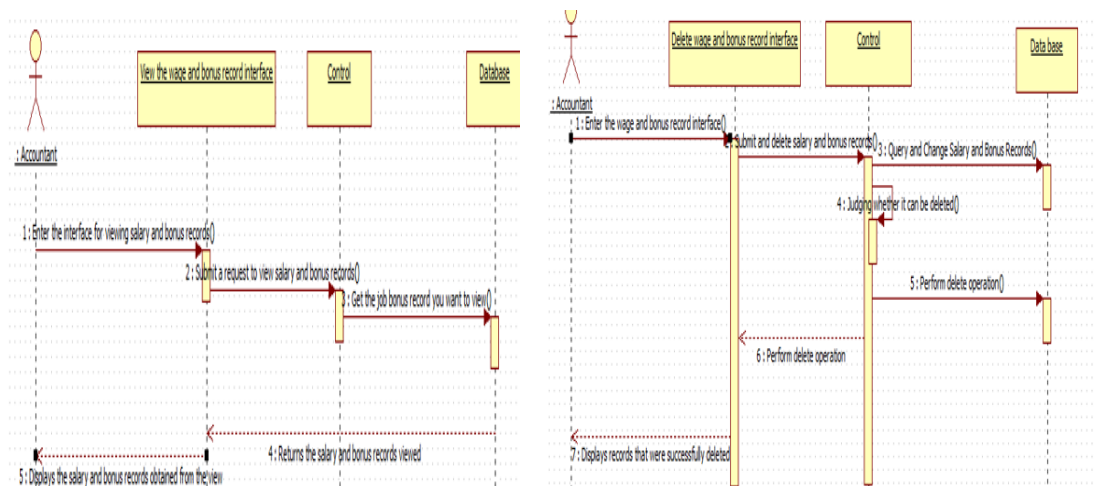 View the wage and bonus record interface
Control
Database
: Accountant
1 : Enter the interface for viewing salary and bonus records()
2 : Submit a request to view salary and bonus records()
3 : Get the job bonus record you want to view()
4 : Returns the salary and bonus records viewed
5 : Displays the salary and bonus records obtained from the view
Delete wage and bonus record interface
Control
Data base
: Accountant
1 : Enter the wage and bonus record interface()
Submit and delete salary and bonus records()
3 : Query and Change Salary and Bonus Records()
4 : Judging whether it can be deleted()
5 : Perform delete operation()
6 : Perform delete operation
7 : Displays records that were successfully deleted